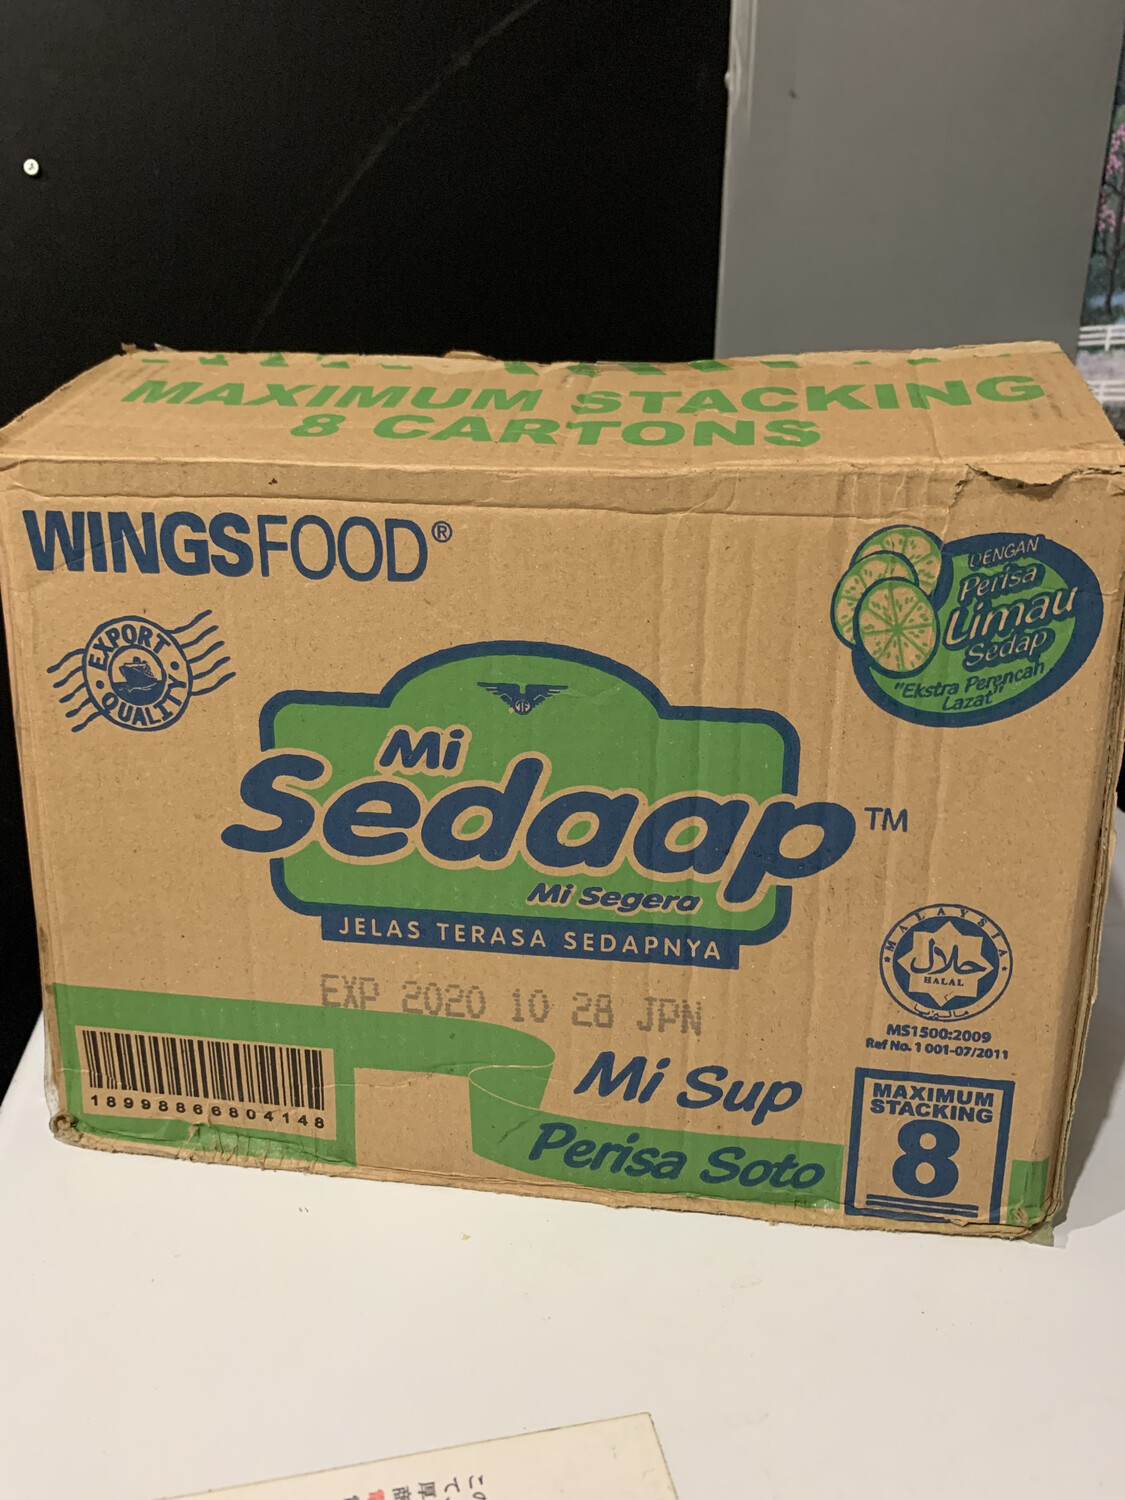 MAXIMUM STACKING
8 CARTONS
WINGSFOOD®
EXPORT
QUALITY
DENGAN
Perisa
Limau
Sedap
"Ekstra Perencah
Lazat"
Mi
Sedaap™
Mi Segera
JELAS TERASA SEDAPNYA
EXP 2020 10 28 JPN
MALAYSIA
حلال
HALAL
ماليزيا
MS1500:2009
Ref No. 1 001-07/2011
18998866804148
Mi Sup
Perisa Soto
MAXIMUM
STACKING
8